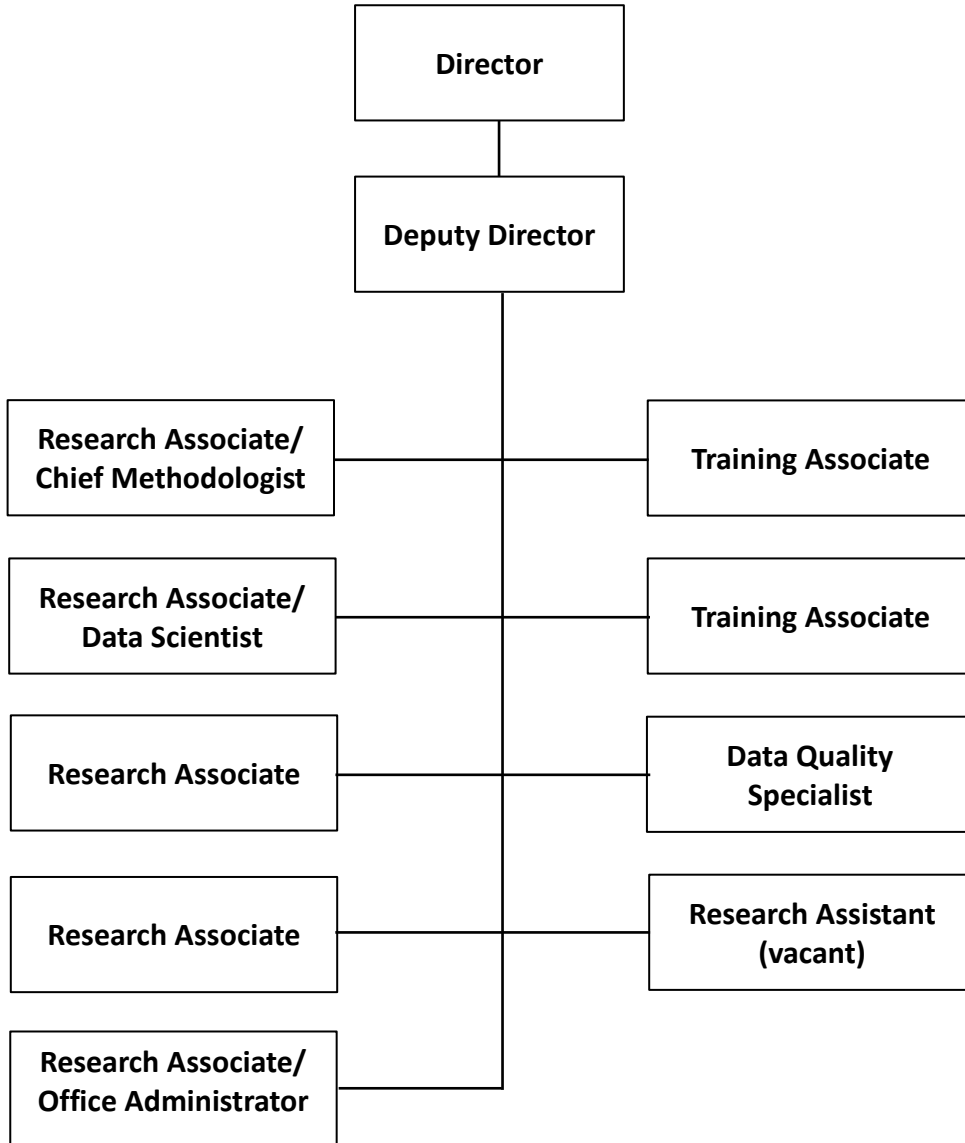 Director
Deputy Director
Research Associate/
Chief Methodologist
Training Associate
Research Associate/
Data Scientist
Training Associate
Research Associate
Data Quality
Specialist
Research Associate
Research Assistant
(vacant)
Research Associate/
Office Administrator